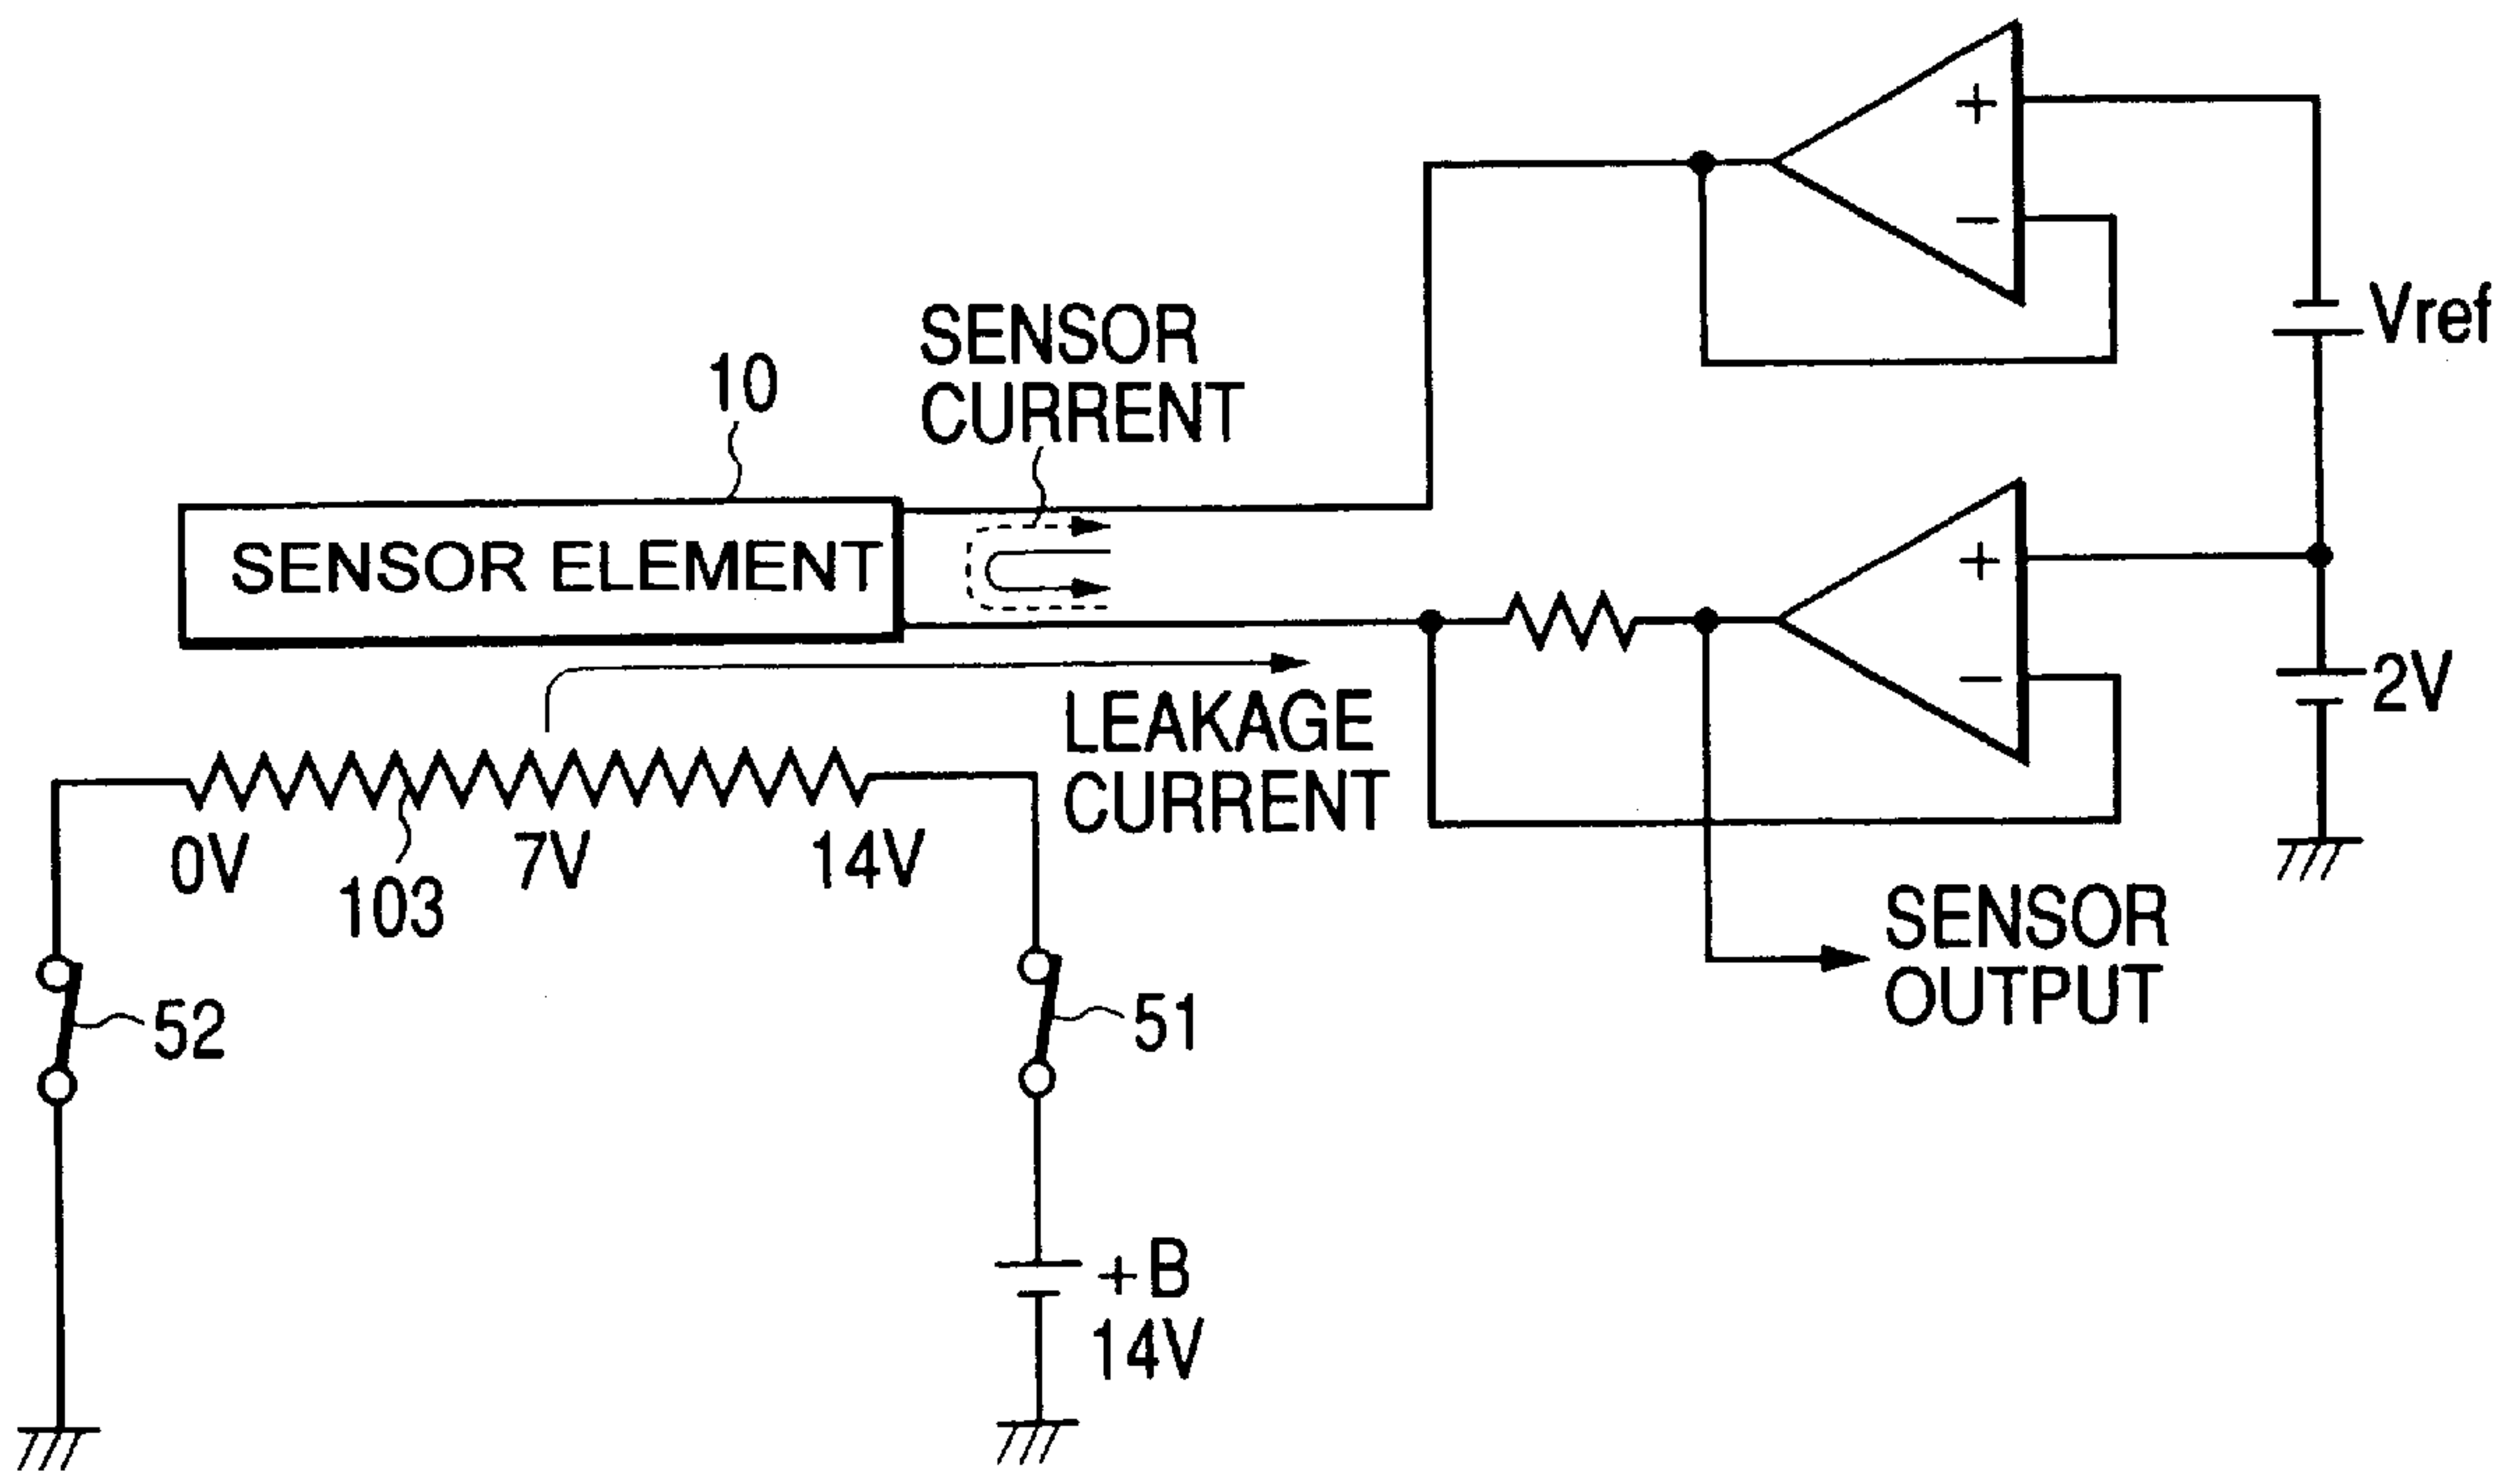 +
−
Vref
SENSOR
CURRENT
10
SENSOR ELEMENT
+
−
2V
LEAKAGE
CURRENT
0V
7V
14V
103
SENSOR
OUTPUT
52
51
+B
14V